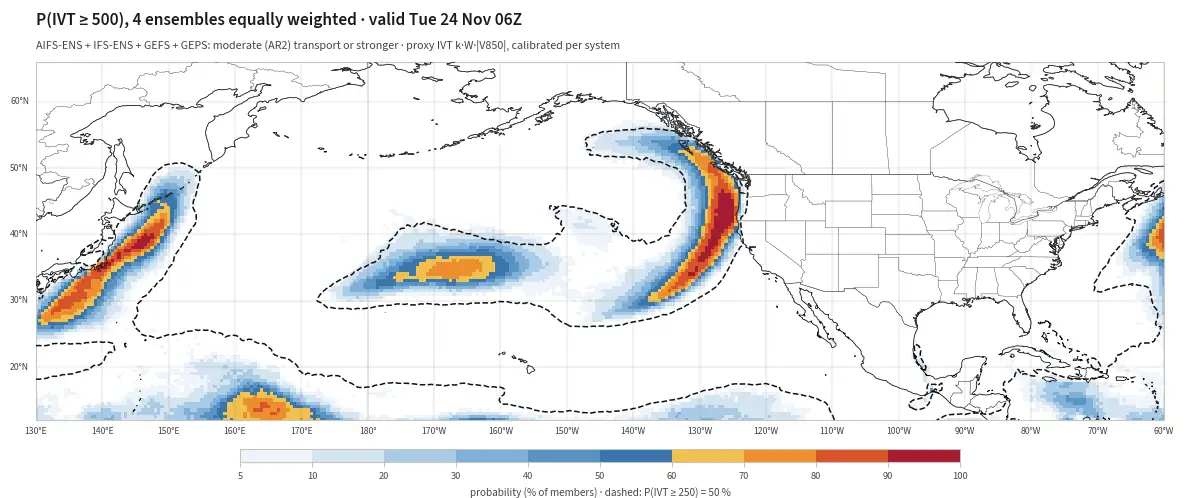 P(IVT ≥ 500), 4 ensembles equally weighted · valid Tue 24 Nov 06Z
AIFS-ENS + IFS-ENS + GEFS + GEPS: moderate (AR2) transport or stronger · proxy IVT k·W·|V850|, calibrated per system
60°N
50°N
40°N
30°N
20°N
130°E 140°E 150°E 160°E 170°E 180° 170°W 160°W 150°W 140°W 130°W 120°W 110°W 100°W 90°W 80°W 70°W 60°W
5 10 20 30 40 50 60 70 80 90 100
probability (% of members) · dashed: P(IVT ≥ 250) = 50 %